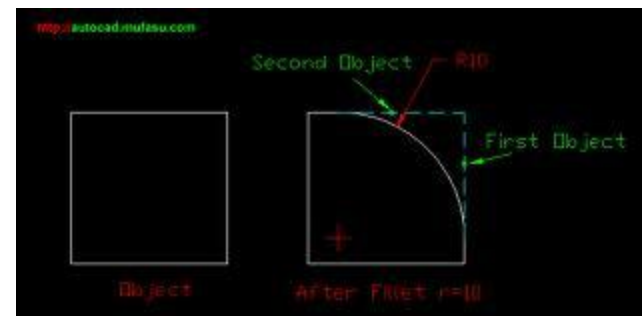 http://autocad.mufasu.com
Second Object
R10
First Object
Object
After Fillet r=10